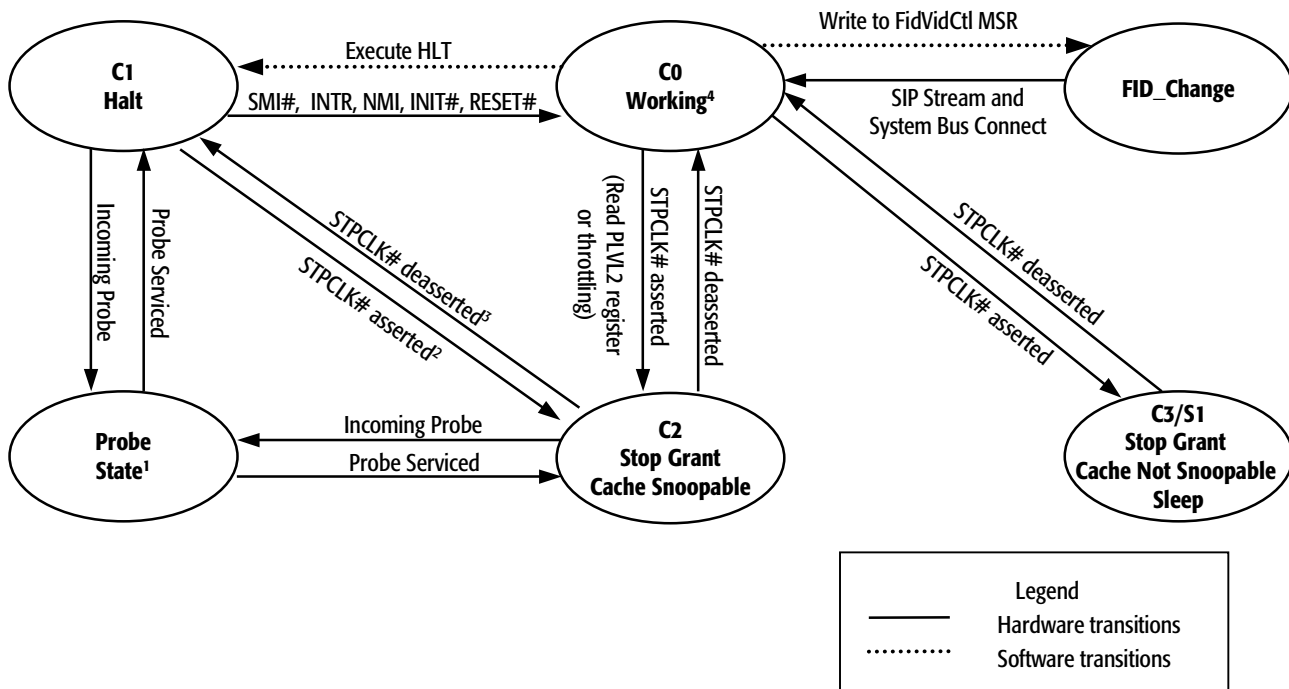 Write to FidVidCtl MSR
Execute HLT
C1
Halt
C0
Working⁴
FID_Change
SMI#, INTR, NMI, INIT#, RESET#
SIP Stream and
System Bus Connect
Incoming Probe
Probe Serviced
STPCLK# deasserted³
STPCLK# asserted²
(Read PLVL2 register
or throttling)
STPCLK# asserted
STPCLK# deasserted
STPCLK# deasserted
STPCLK# asserted
Probe
State¹
Incoming Probe
Probe Serviced
C2
Stop Grant
Cache Snoopable
C3/S1
Stop Grant
Cache Not Snoopable
Sleep
Legend
Hardware transitions
Software transitions